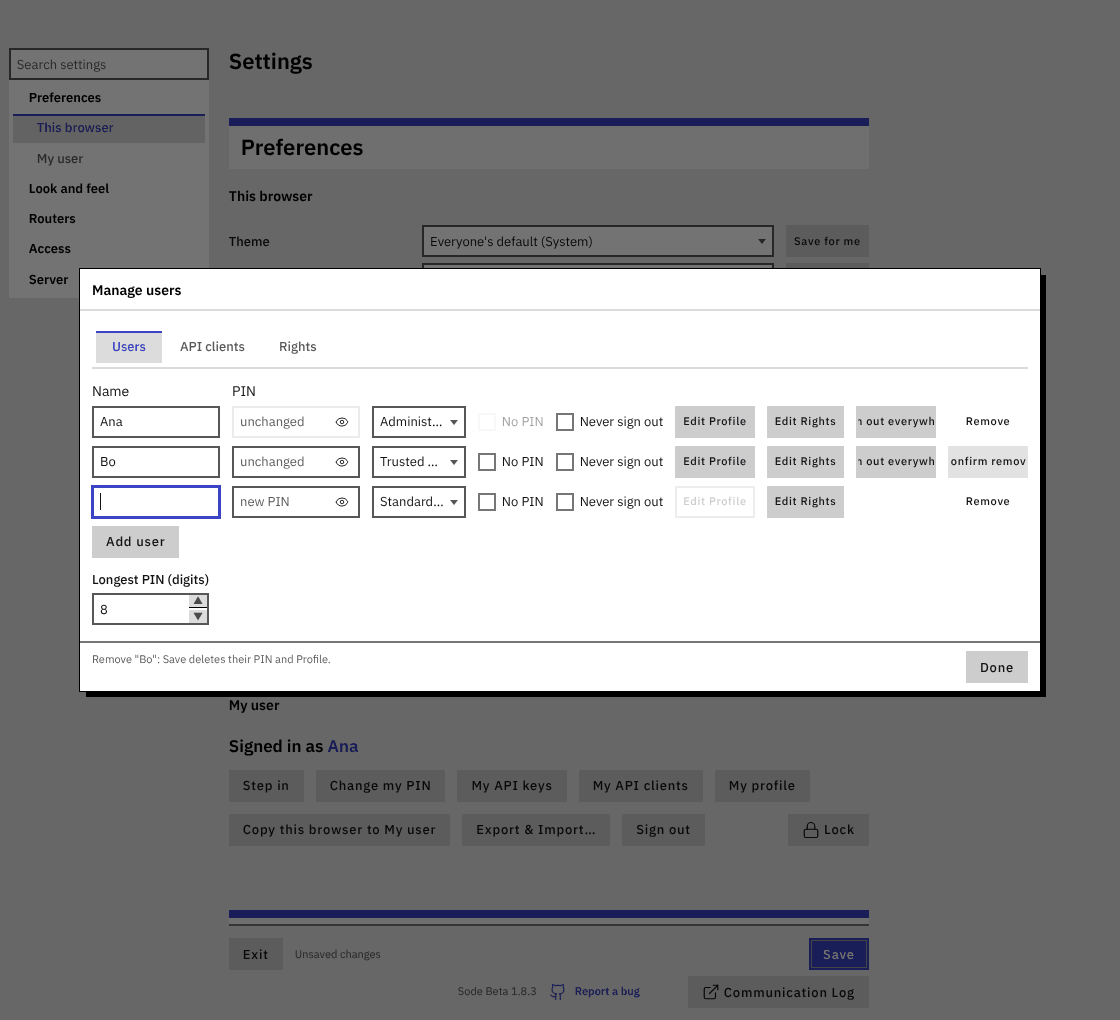 Search settings
Settings
Preferences
This browser
My user
Look and feel
Routers
Access
Server
Preferences
This browser
Theme Everyone's default (System) Save for me
Manage users
Users API clients Rights
Name PIN
Ana unchanged Administ... No PIN Never sign out Edit Profile Edit Rights n out everywh Remove
Bo unchanged Trusted ... No PIN Never sign out Edit Profile Edit Rights n out everywh onfirm remov
new PIN Standard... No PIN Never sign out Edit Profile Edit Rights Remove
Add user
Longest PIN (digits)
8
Remove "Bo": Save deletes their PIN and Profile.
Done
My user
Signed in as Ana
Step in Change my PIN My API keys My API clients My profile
Copy this browser to My user Export & Import... Sign out Lock
Exit Unsaved changes Save
Sode Beta 1.8.3 Report a bug Communication Log